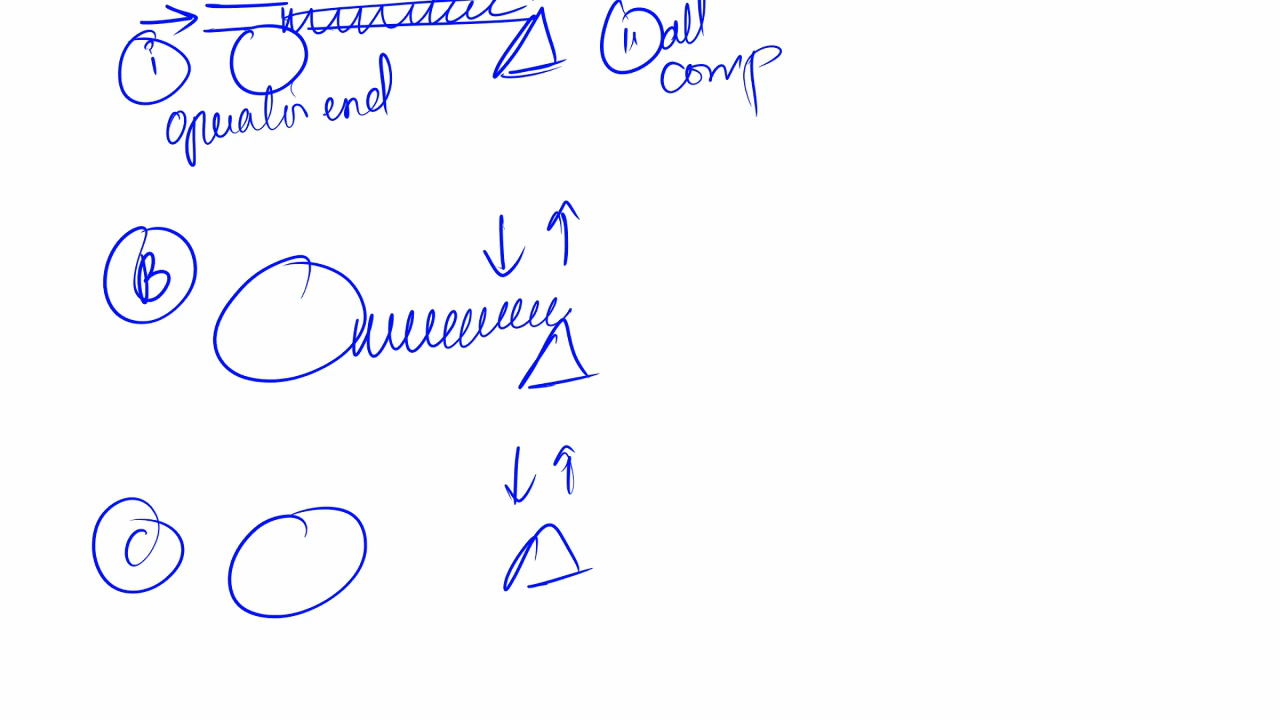 i
operator end
ii all
comp
B
C